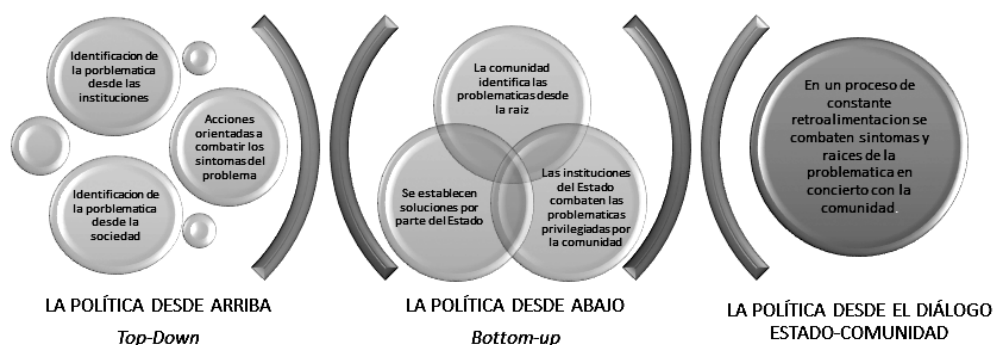 Identificacion de
la porblematica
desde las
instituciones
Acciones
orientadas a
combatir los
sintomas del
problema
Identificacion de
la porblematica
desde la
sociedad
LA POLÍTICA DESDE ARRIBA
Top-Down
La comunidad
identifica las
problematicas desde
la raiz
Se establecen
soluciones por
parte del Estado
Las instituciones
del Estado
combaten las
problematicas
privilegiadas por
la comunidad
LA POLÍTICA DESDE ABAJO
Bottom-up
En un proceso de
constante
retroalimentacion se
combaten sintomas y
raices de la
problematica en
concierto con la
comunidad.
LA POLÍTICA DESDE EL DIÁLOGO
ESTADO-COMUNIDAD